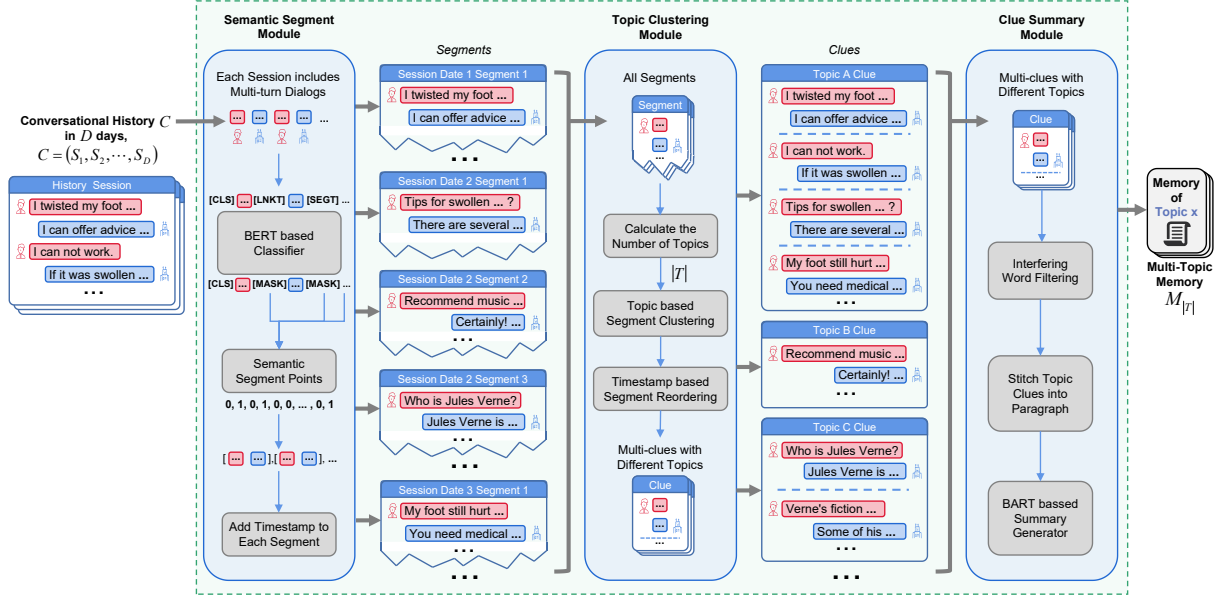 Conversational History C
in D days,
C = (S₁, S₂, ⋯, S_D)
History Session
I twisted my foot ...
I can offer advice ...
I can not work.
If it was swollen ...
...
Semantic Segment
Module
Each Session includes
Multi-turn Dialogs
... ... ... ... ...
[CLS] ... [LNKT] ... [SEGT] ...
BERT based
Classifier
[CLS] ... [MASK] ... [MASK] ...
Semantic
Segment Points
0, 1, 0, 1, 0, 0, ... , 0, 1
[ ... ... ],[ ... ... ], ...
Add Timestamp to
Each Segment
Segments
Session Date 1 Segment 1
I twisted my foot ...
I can offer advice ...
...
Session Date 2 Segment 1
Tips for swollen ... ?
There are several ...
...
Session Date 2 Segment 2
Recommend music ...
Certainly! ...
...
Session Date 2 Segment 3
Who is Jules Verne?
Jules Verne is ...
...
Session Date 3 Segment 1
My foot still hurt ...
You need medical ...
...
...
Topic Clustering
Module
All Segments
Segment
...
...
...
Calculate the
Number of Topics
|T|
Topic based
Segment Clustering
Timestamp based
Segment Reordering
Multi-clues with
Different Topics
Clue
...
...
...
Clues
Topic A Clue
I twisted my foot ...
I can offer advice ...
I can not work.
If it was swollen ...
Tips for swollen ... ?
There are several ...
My foot still hurt ...
You need medical ...
...
Topic B Clue
Recommend music ...
Certainly! ...
...
Topic C Clue
Who is Jules Verne?
Jules Verne is ...
Verne's fiction ...
Some of his ...
...
...
Clue Summary
Module
Multi-clues with
Different Topics
Clue
...
...
...
Interfering
Word Filtering
Stitch Topic
Clues into
Paragraph
BART bassed
Summary
Generator
Memory
of
Topic x
Multi-Topic
Memory
M_|T|